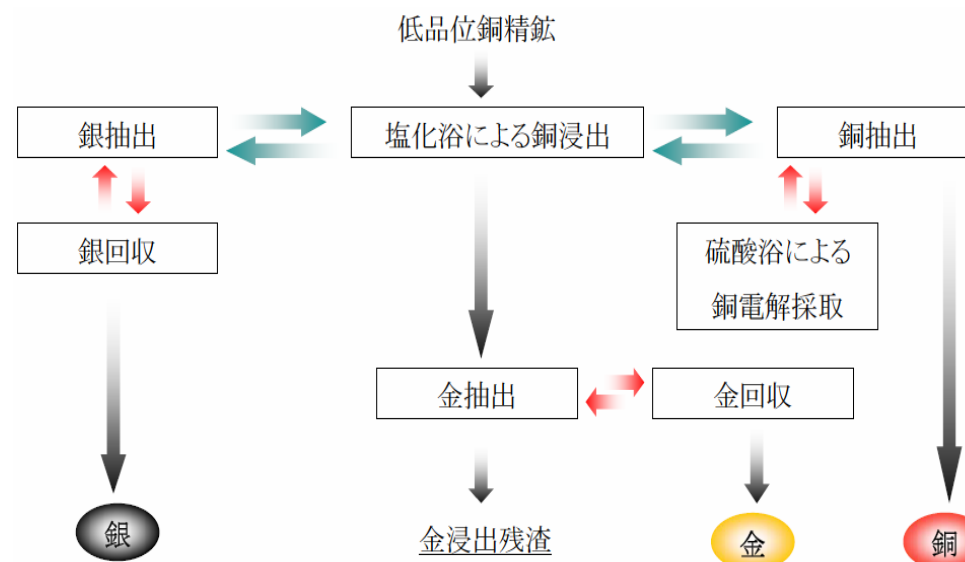 低品位銅精鉱
銀抽出
塩化浴による銅浸出
銅抽出
銀回収
硫酸浴による
銅電解採取
金抽出
金回収
銀
金浸出残渣
金
銅